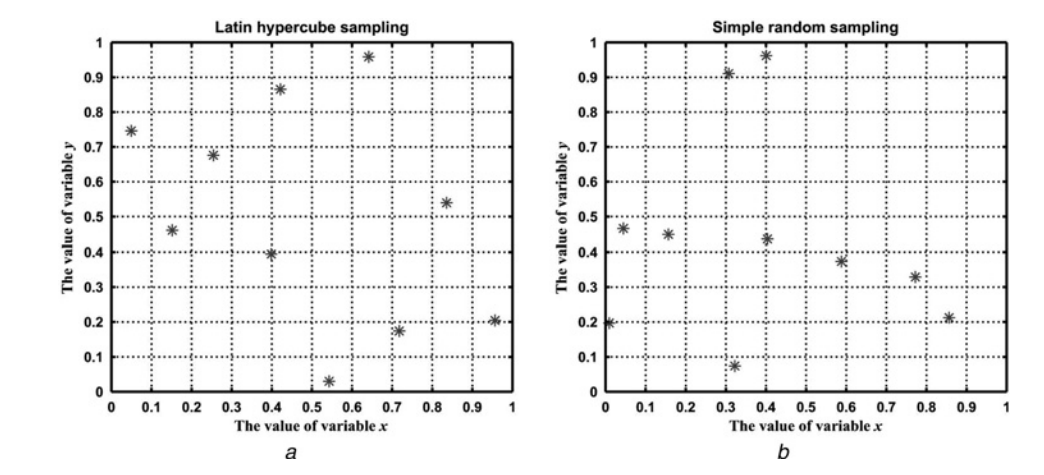 Latin hypercube sampling
1
0.9
0.8
0.7
0.6
0.5
0.4
0.3
0.2
0.1
0
The value of variable y
0 0.1 0.2 0.3 0.4 0.5 0.6 0.7 0.8 0.9 1
The value of variable x
a
Simple random sampling
1
0.9
0.8
0.7
0.6
0.5
0.4
0.3
0.2
0.1
0
The value of variable y
0 0.1 0.2 0.3 0.4 0.5 0.6 0.7 0.8 0.9 1
The value of variable x
b